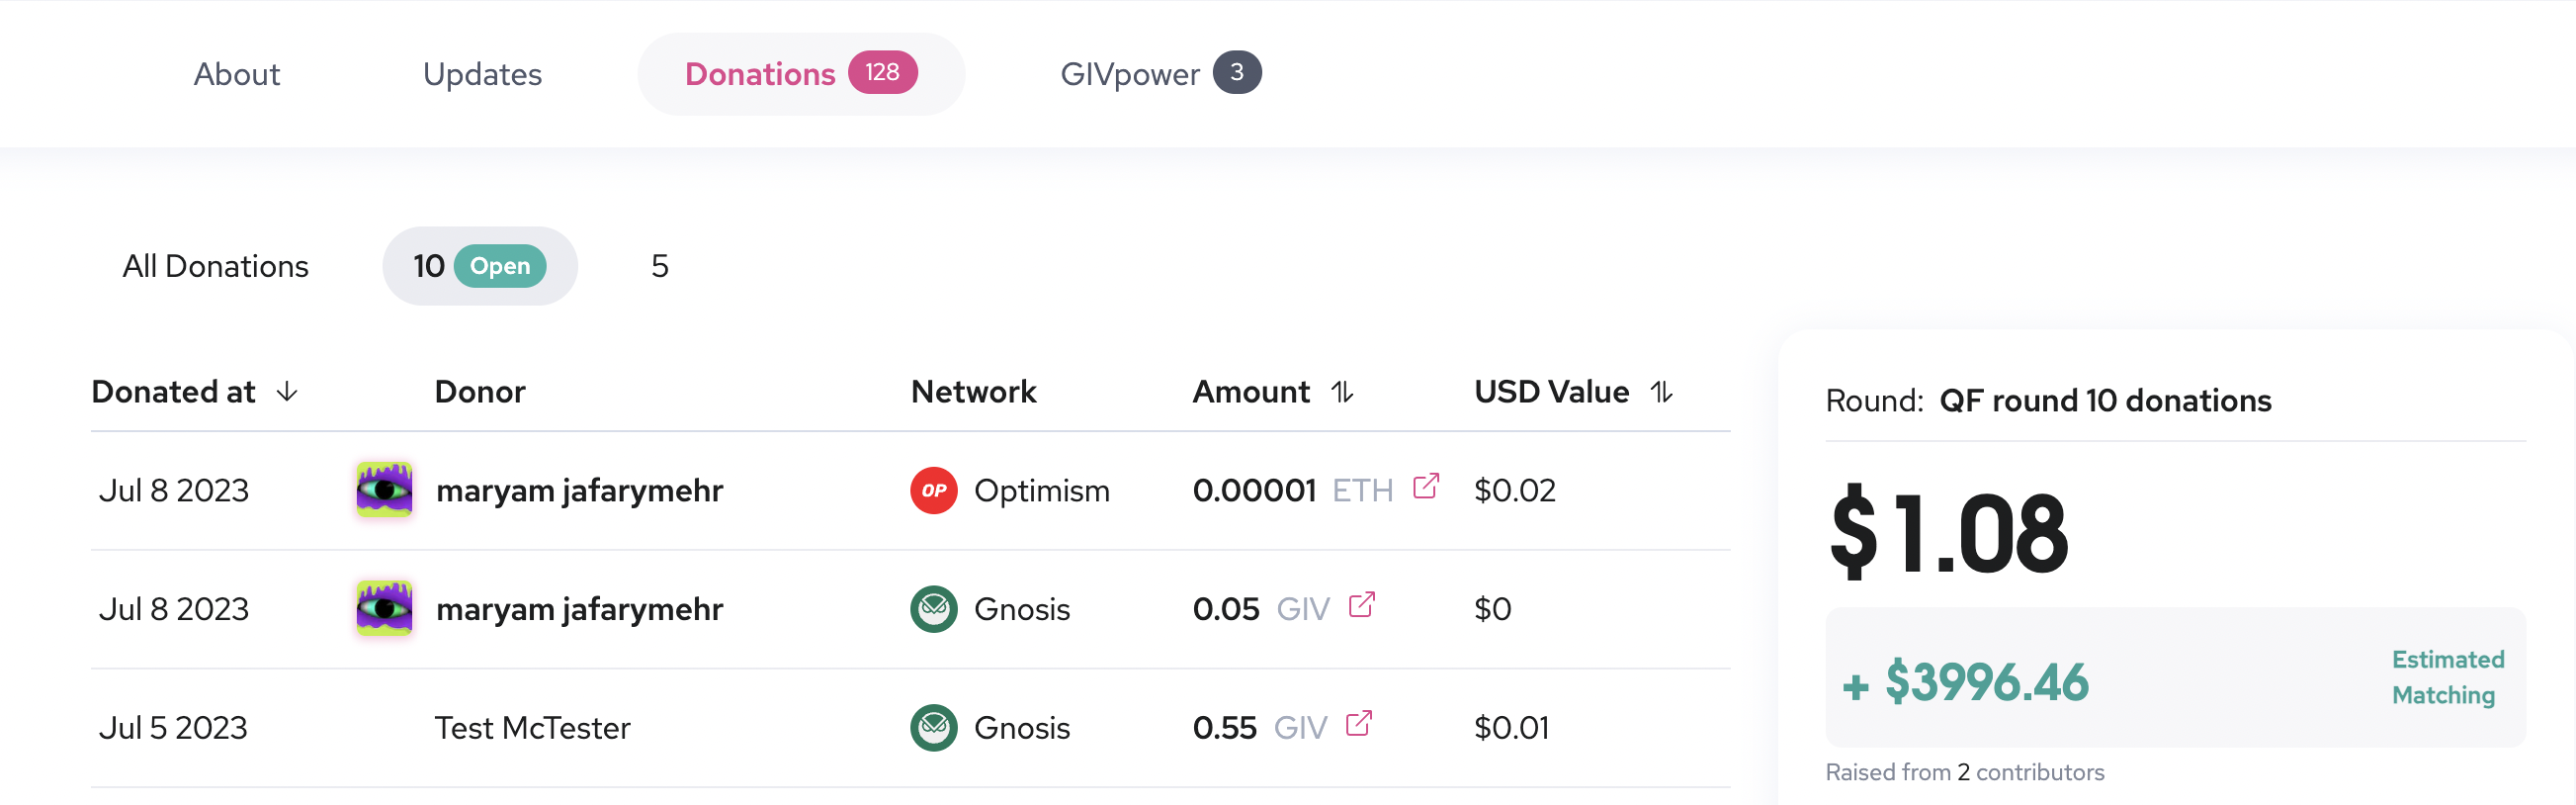 About Updates Donations 128 GIVpower 3
All Donations 10 Open 5
Donated at ↓ Donor Network Amount ⇅ USD Value ⇅
Jul 8 2023 maryam jafarymehr OP Optimism 0.00001 ETH $0.02
Jul 8 2023 maryam jafarymehr Gnosis 0.05 GIV $0
Jul 5 2023 Test McTester Gnosis 0.55 GIV $0.01
Round: QF round 10 donations
$1.08
+ $3996.46 Estimated
Matching
Raised from 2 contributors